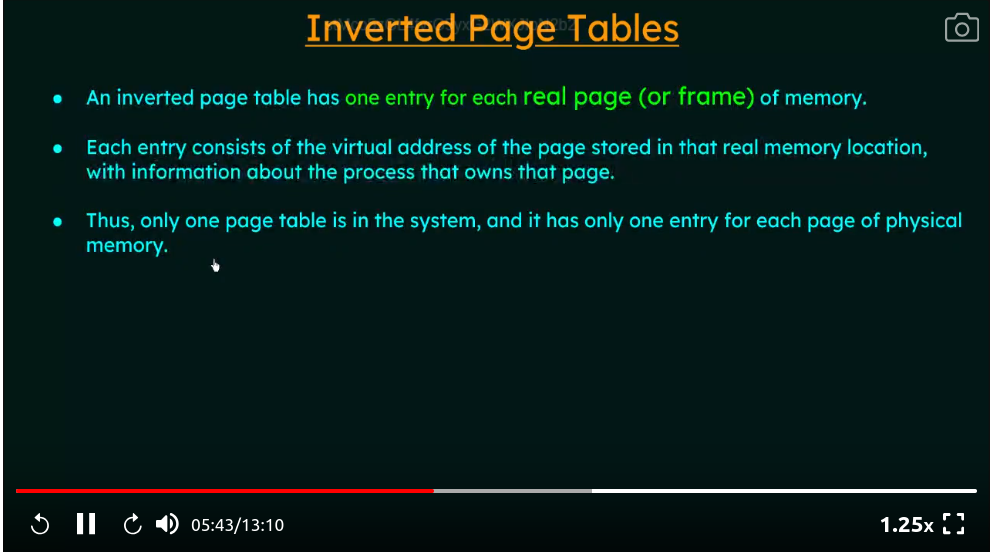 Inverted Page Tables
● An inverted page table has one entry for each real page (or frame) of memory.
● Each entry consists of the virtual address of the page stored in that real memory location,
with information about the process that owns that page.
● Thus, only one page table is in the system, and it has only one entry for each page of physical
memory.
05:43/13:10
1.25x